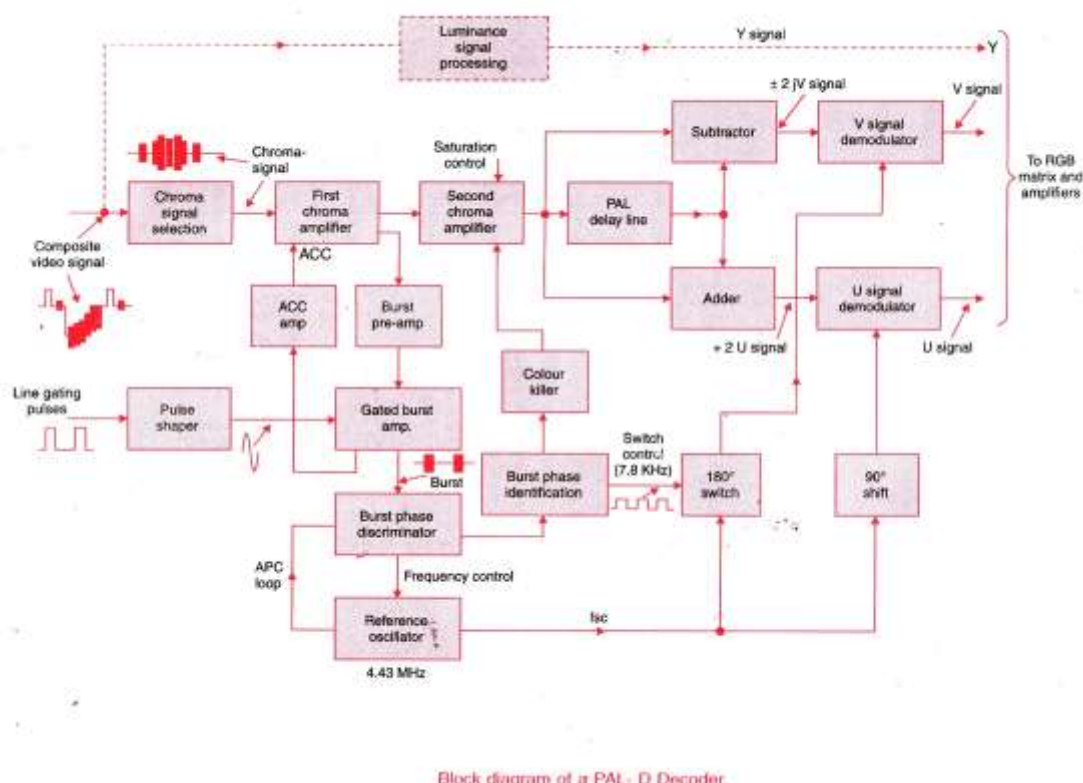 Luminance
signal
processing
Y signal
Y
± 2 jV signal
V signal
Subtractor
V signal
demodulator
Chroma-
signal
Saturation
control
To RGB
matrix and
amplifiers
Chroma
signal
selection
First
chroma
amplifier
Second
chroma
amplifier
PAL
delay line
Composite
video signal
ACC
ACC
amp
Burst
pre-amp
Adder
U signal
demodulator
+ 2 U signal
U signal
Colour
killer
Line gating
pulses
Pulse
shaper
Gated burst
amp.
Switch
control
(7.8 KHz)
Burst
Burst phase
identification
180°
switch
90°
shift
Burst phase
discriminator
APC
loop
Frequency control
Reference
oscillator
fsc
4.43 MHz
Block diagram of a PAL- D Decoder